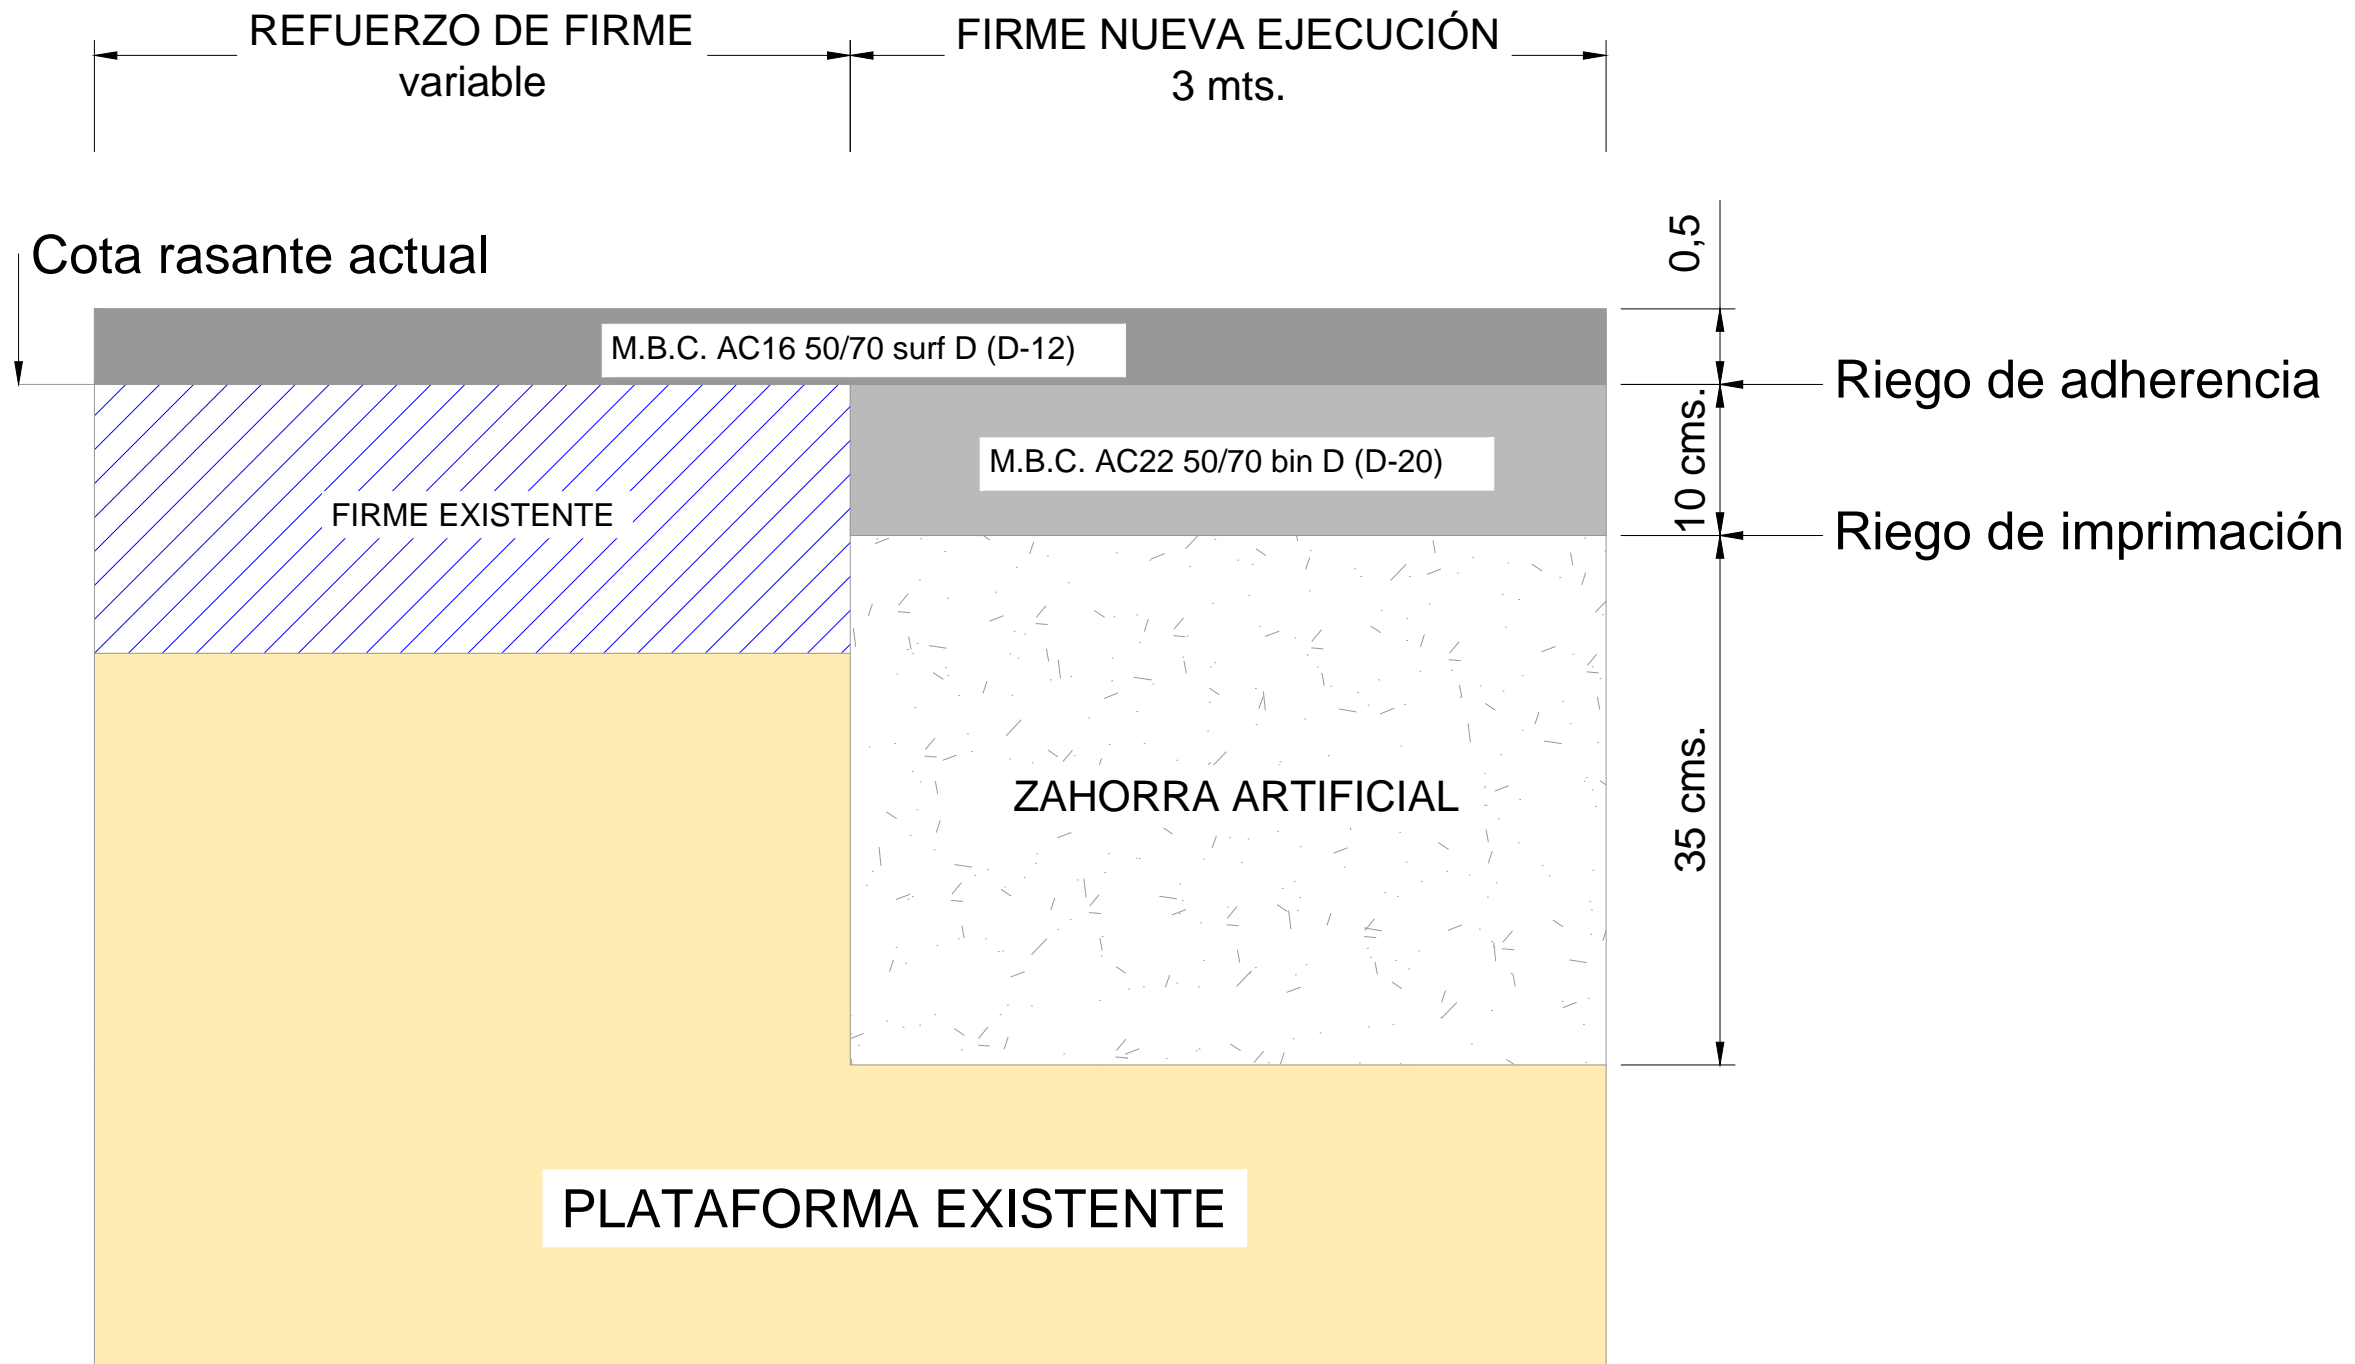 REFUERZO DE FIRME
variable
FIRME NUEVA EJECUCIÓN
3 mts.
Cota rasante actual
0,5
M.B.C. AC16 50/70 surf D (D-12)
Riego de adherencia
10 cms.
M.B.C. AC22 50/70 bin D (D-20)
FIRME EXISTENTE
Riego de imprimación
ZAHORRA ARTIFICIAL
35 cms.
PLATAFORMA EXISTENTE